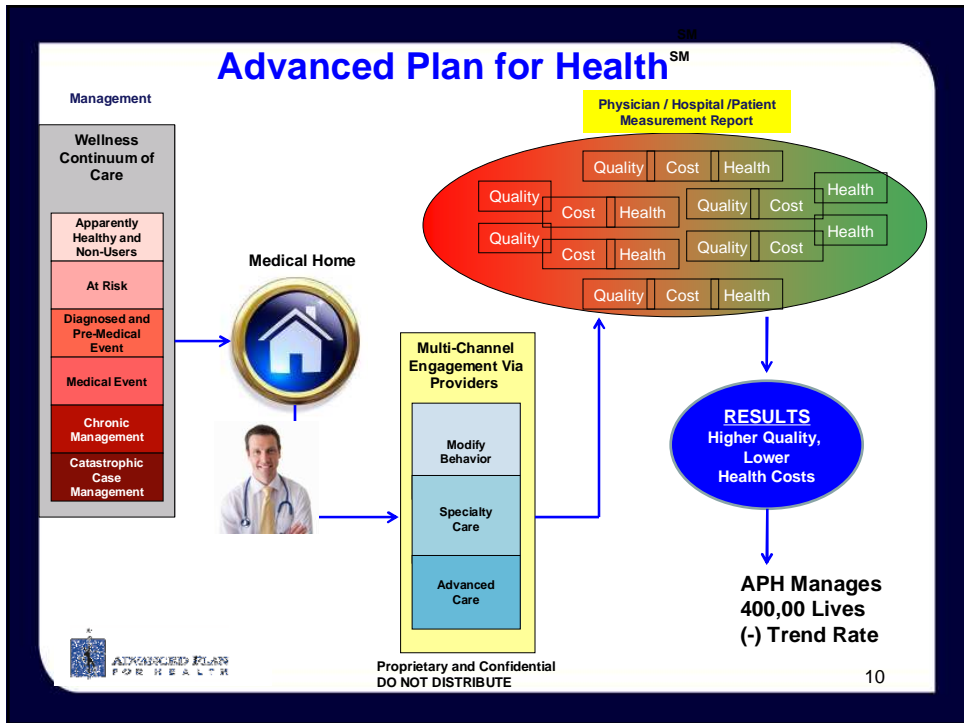 SM
Advanced Plan for Health SM
Management
Wellness
Continuum of
Care
Apparently
Healthy and
Non-Users
At Risk
Diagnosed and
Pre-Medical
Event
Medical Event
Chronic
Management
Catastrophic
Case
Management
Medical Home
Multi-Channel
Engagement Via
Providers
Modify
Behavior
Specialty
Care
Advanced
Care
Physician / Hospital /Patient
Measurement Report
Quality Cost Health
Quality Cost Health
Quality Cost Health
Quality Cost Health
Quality Cost Health
Quality Cost Health
RESULTS
Higher Quality,
Lower
Health Costs
APH Manages
400,00 Lives
(-) Trend Rate
ADVANCED PLAN
FOR HEALTH
Proprietary and Confidential
DO NOT DISTRIBUTE
10